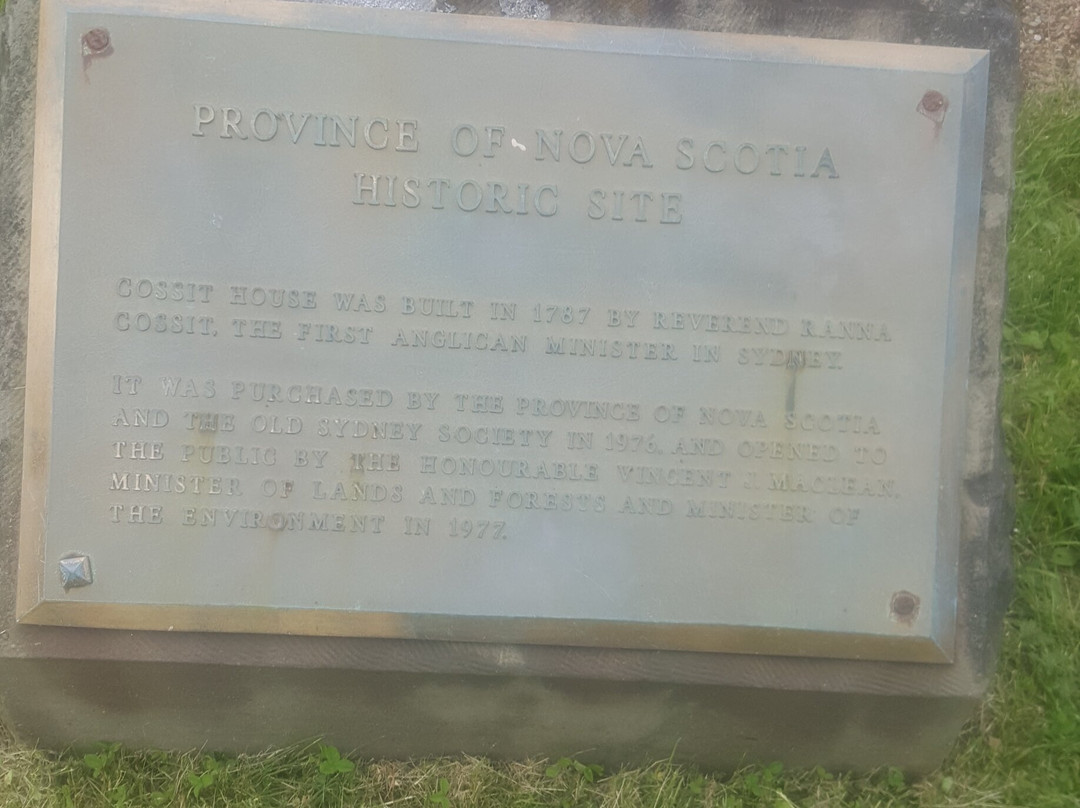 PROVINCE OF NOVA SCOTIA
HISTORIC SITE
COSSIT HOUSE WAS BUILT IN 1787 BY REVEREND RANNA
COSSIT, THE FIRST ANGLICAN MINISTER IN SYDNEY.
IT WAS PURCHASED BY THE PROVINCE OF NOVA SCOTIA
AND THE OLD SYDNEY SOCIETY IN 1976, AND OPENED TO
THE PUBLIC BY THE HONOURABLE VINCENT J. MACLEAN,
MINISTER OF LANDS AND FORESTS AND MINISTER OF
THE ENVIRONMENT IN 1977.